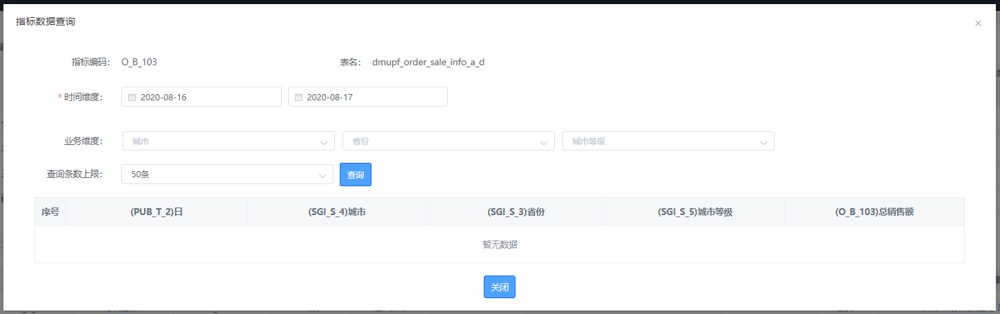 指标数据查询
指标编码： O_B_103 表名： dmupf_order_sale_info_a_d
* 时间维度： 2020-08-16 2020-08-17
业务维度： 城市 省份 城市等级
查询条数上限： 50条 查询
序号 (PUB_T_2)日 (SGI_S_4)城市 (SGI_S_3)省份 (SGI_S_5)城市等级 (O_B_103)总销售额
暂无数据
关闭